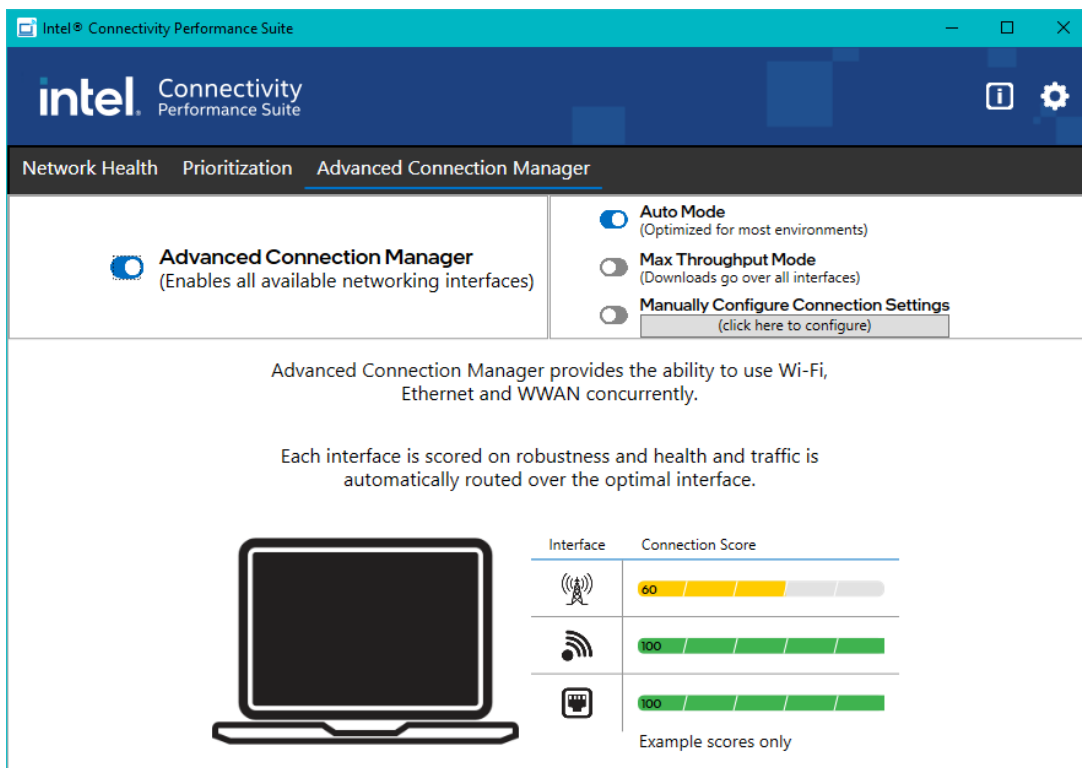 Intel® Connectivity Performance Suite
intel.
Connectivity
Performance Suite
Network Health Prioritization Advanced Connection Manager
Advanced Connection Manager
(Enables all available networking interfaces)
Auto Mode
(Optimized for most environments)
Max Throughput Mode
(Downloads go over all interfaces)
Manually Configure Connection Settings
(click here to configure)
Advanced Connection Manager provides the ability to use Wi-Fi,
Ethernet and WWAN concurrently.
Each interface is scored on robustness and health and traffic is
automatically routed over the optimal interface.
Interface Connection Score
60
100
100
Example scores only